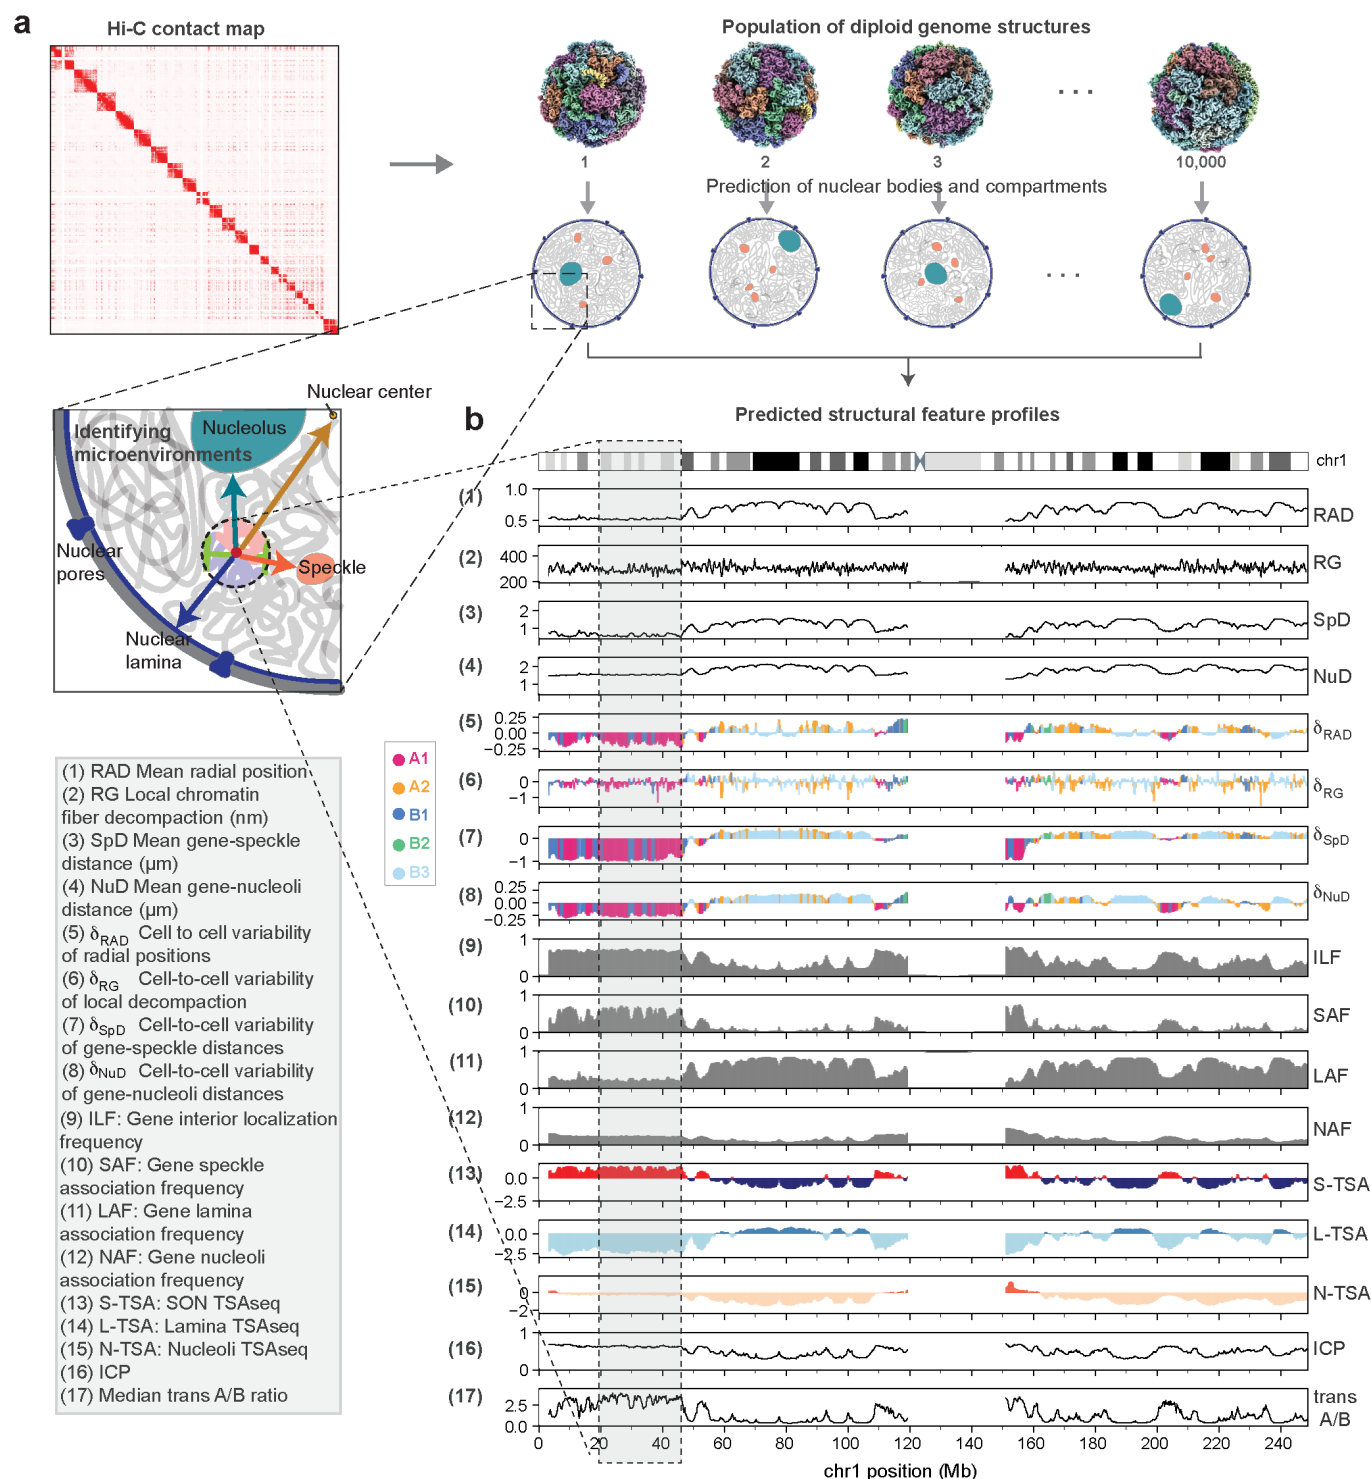 a
Hi-C contact map
Population of diploid genome structures
1
2
3
. . .
10,000
Prediction of nuclear bodies and compartments
. . .
Nuclear center
Nucleolus
Identifying
microenvironments
Nuclear
pores
Speckle
Nuclear
lamina
b
Predicted structural feature profiles
chr1
(1)
1.0
0.5
RAD
(2)
400
200
RG
(3)
2
1
SpD
(4)
2
1
NuD
(5)
0.25
0.00
−0.25
δRAD
(6)
0
−1
δRG
(7)
0
−1
δSpD
(8)
0.25
0.00
−0.25
δNuD
(9)
1
0
ILF
(10)
1
0
SAF
(11)
1
0
LAF
(12)
1
0
NAF
(13)
0.0
−2.5
S-TSA
(14)
0.0
−2.5
L-TSA
(15)
0
−2
N-TSA
(16)
1
0
ICP
(17)
2.5
0.0
trans
A/B
0 20 40 60 80 100 120 140 160 180 200 220 240
chr1 position (Mb)
A1
A2
B1
B2
B3
(1) RAD Mean radial position
(2) RG Local chromatin
fiber decompaction (nm)
(3) SpD Mean gene-speckle
distance (µm)
(4) NuD Mean gene-nucleoli
distance (µm)
(5) δRAD Cell to cell variability
of radial positions
(6) δRG Cell-to-cell variability
of local decompaction
(7) δSpD Cell-to-cell variability
of gene-speckle distances
(8) δNuD Cell-to-cell variability
of gene-nucleoli distances
(9) ILF: Gene interior localization
frequency
(10) SAF: Gene speckle
association frequency
(11) LAF: Gene lamina
association frequency
(12) NAF: Gene nucleoli
association frequency
(13) S-TSA: SON TSAseq
(14) L-TSA: Lamina TSAseq
(15) N-TSA: Nucleoli TSAseq
(16) ICP
(17) Median trans A/B ratio